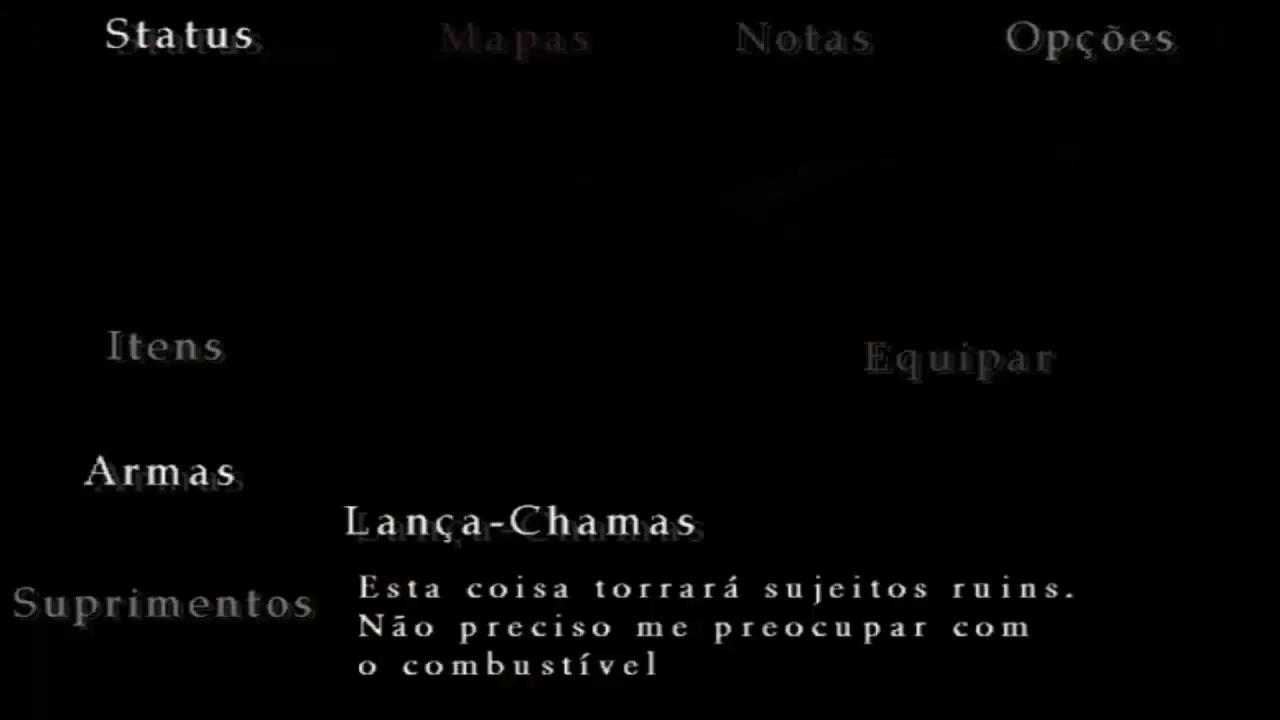 Status Mapas Notas Opções
Itens
Equipar
Armas
Lança-Chamas
Suprimentos
Esta coisa torrará sujeitos ruins.
Não preciso me preocupar com
o combustível